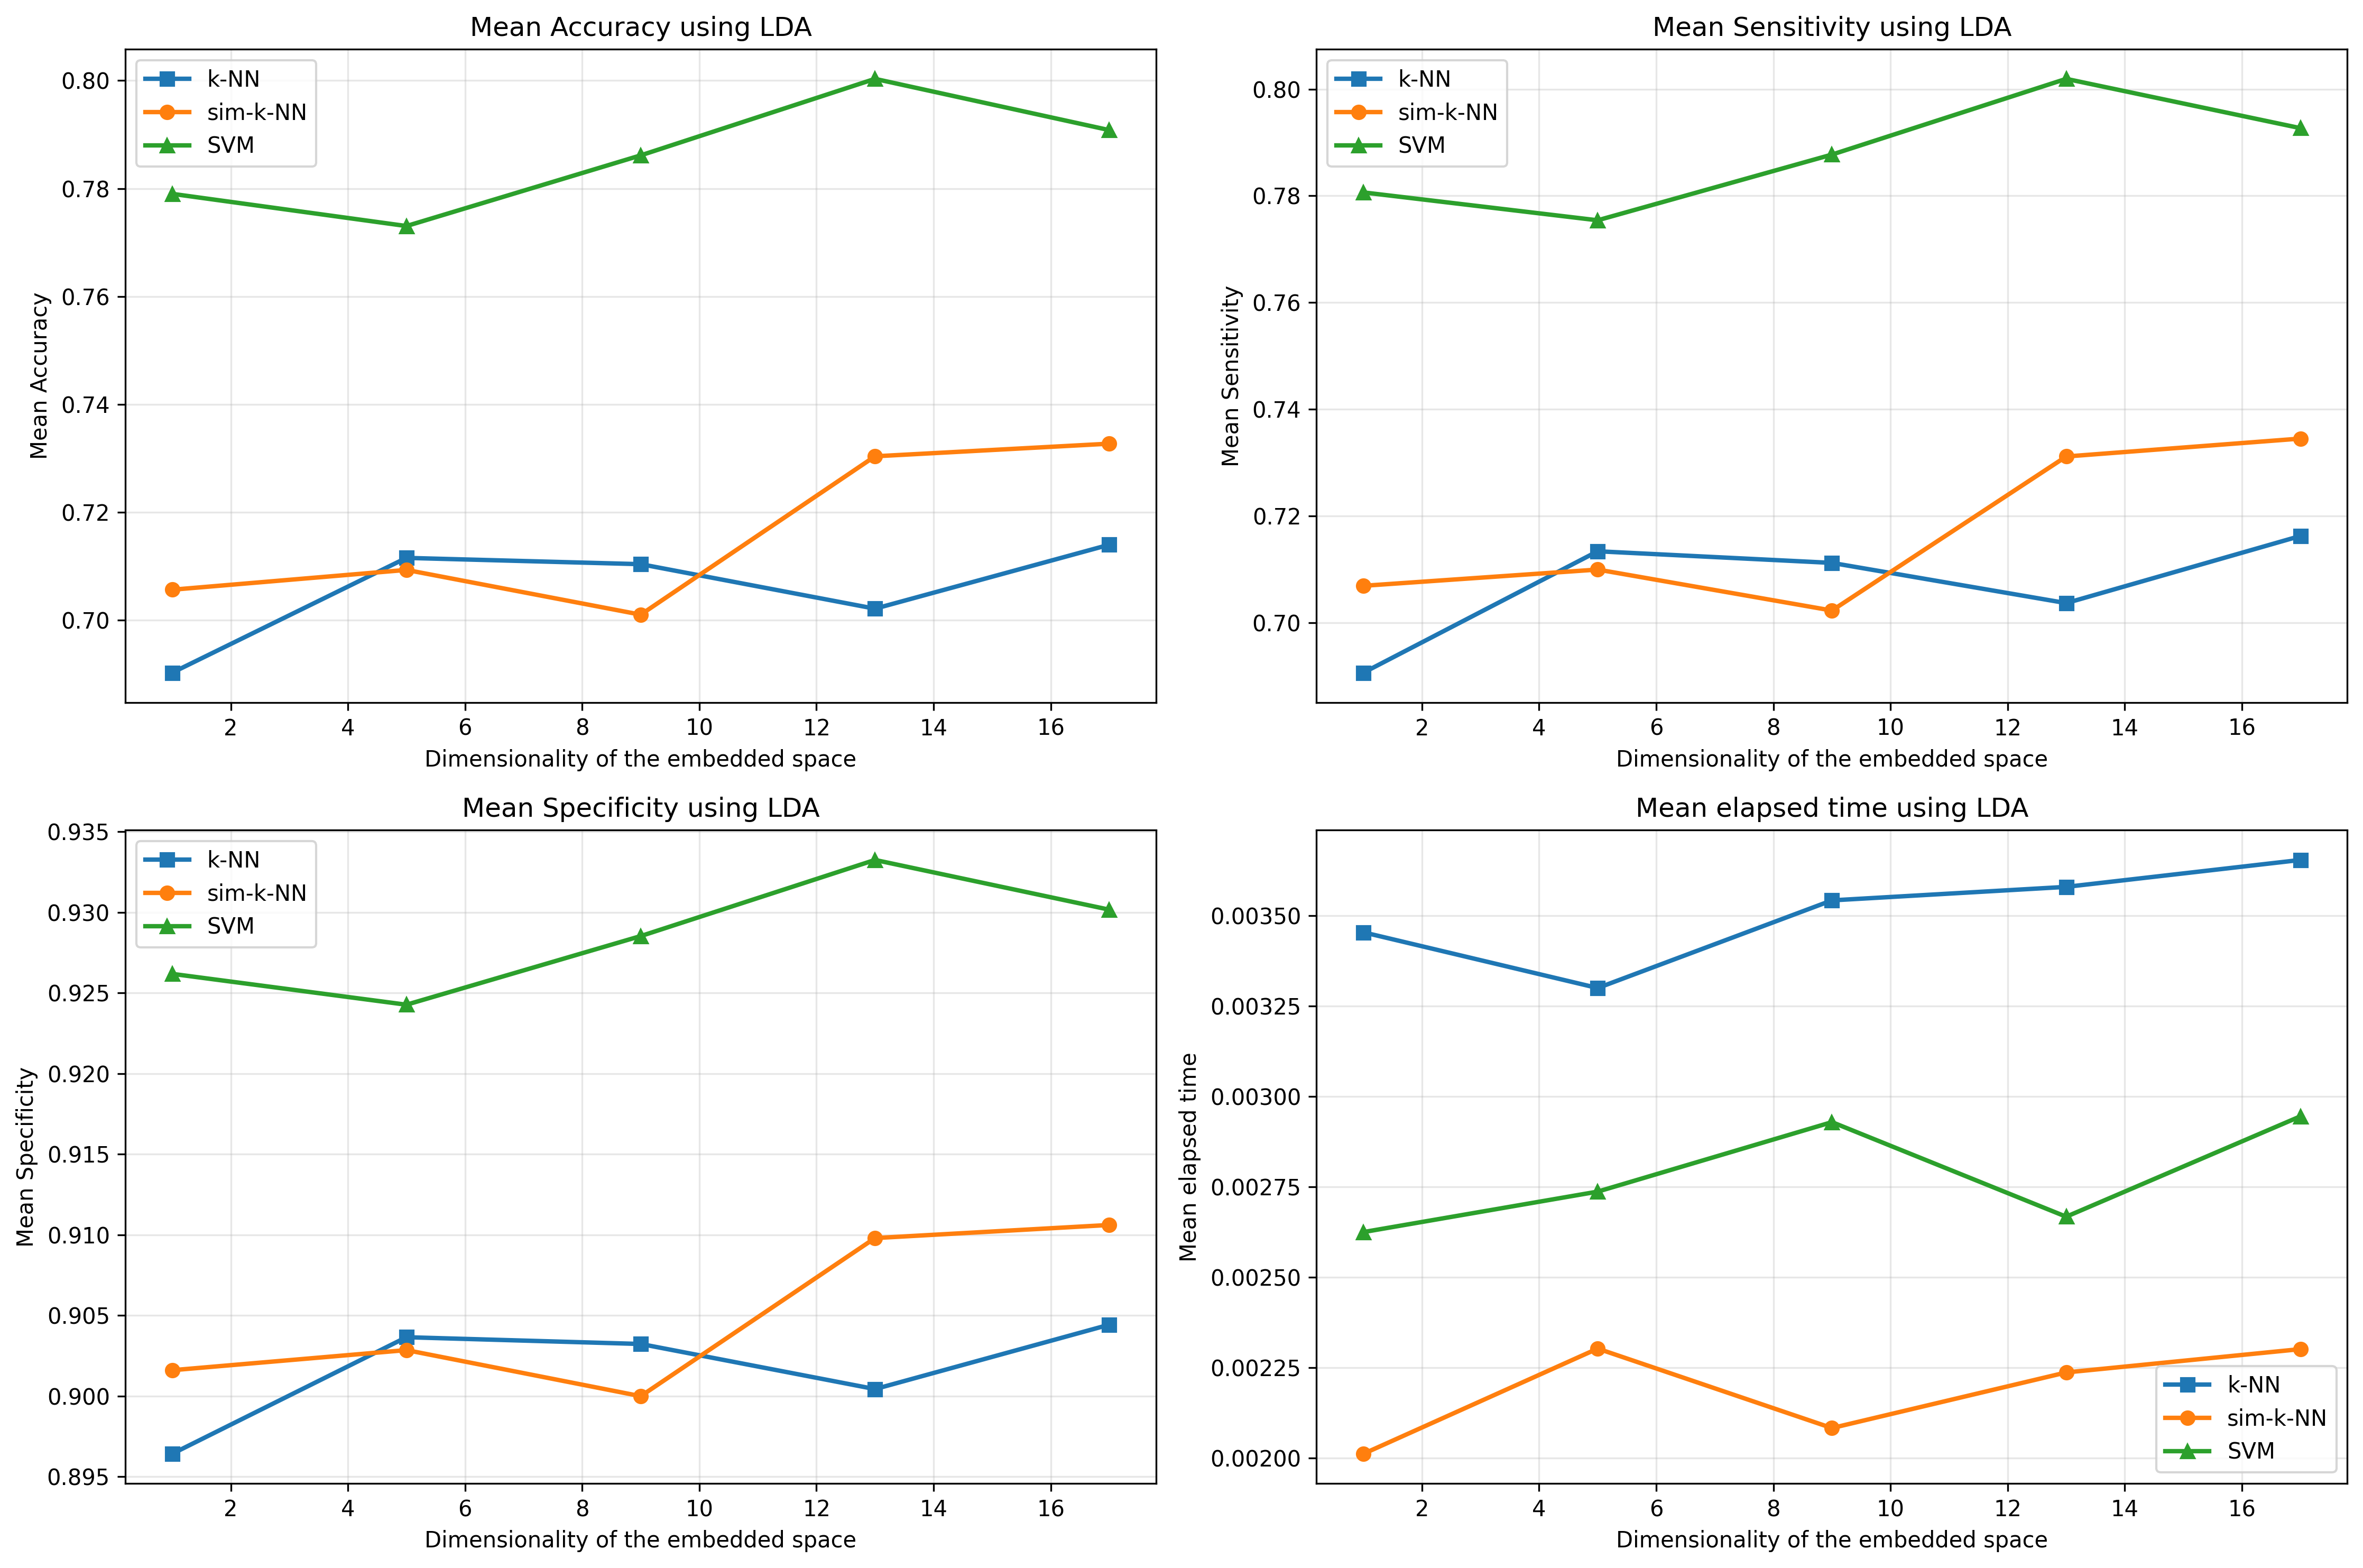 Mean Accuracy using LDA
k-NN
sim-k-NN
SVM
0.80
0.78
0.76
0.74
0.72
0.70
Mean Accuracy
2 4 6 8 10 12 14 16
Dimensionality of the embedded space
Mean Sensitivity using LDA
k-NN
sim-k-NN
SVM
0.80
0.78
0.76
0.74
0.72
0.70
Mean Sensitivity
2 4 6 8 10 12 14 16
Dimensionality of the embedded space
Mean Specificity using LDA
k-NN
sim-k-NN
SVM
0.935
0.930
0.925
0.920
0.915
0.910
0.905
0.900
0.895
Mean Specificity
2 4 6 8 10 12 14 16
Dimensionality of the embedded space
Mean elapsed time using LDA
0.00350
0.00325
0.00300
0.00275
0.00250
0.00225
0.00200
Mean elapsed time
k-NN
sim-k-NN
SVM
2 4 6 8 10 12 14 16
Dimensionality of the embedded space